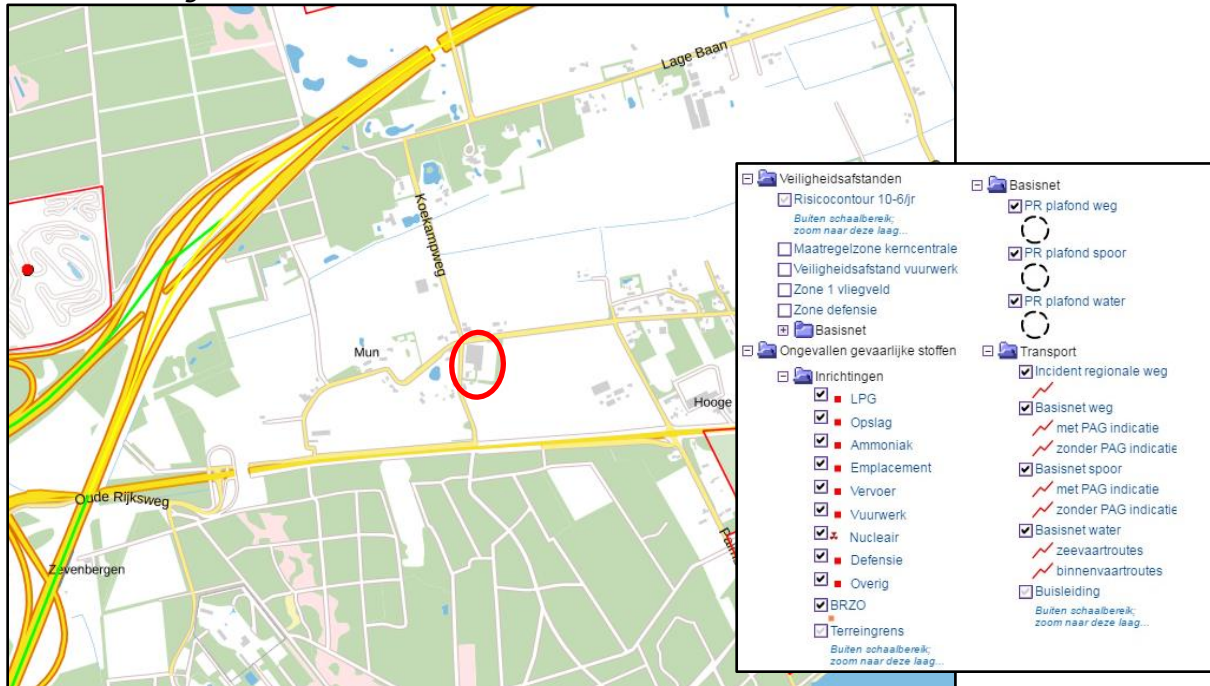 Lage Baan
Koekampweg
Mun
Hooge
Oude Rijksweg
Zevenbergen
Veiligheidsafstanden
Risicocontour 10-6/jr
Buiten schaalbereik;
zoom naar deze laag...
Maatregelzone kerncentrale
Veiligheidsafstand vuurwerk
Zone 1 vliegveld
Zone defensie
Basisnet
Ongevallen gevaarlijke stoffen
Inrichtingen
LPG
Opslag
Ammoniak
Emplacement
Vervoer
Vuurwerk
Nucleair
Defensie
Overig
BRZO
Terreingrens
Buiten schaalbereik;
zoom naar deze laag...
Basisnet
PR plafond weg
PR plafond spoor
PR plafond water
Transport
Incident regionale weg
Basisnet weg
met PAG indicatie
zonder PAG indicatie
Basisnet spoor
met PAG indicatie
zonder PAG indicatie
Basisnet water
zeevaartroutes
binnenvaartroutes
Buisleiding
Buiten schaalbereik;
zoom naar deze laag...